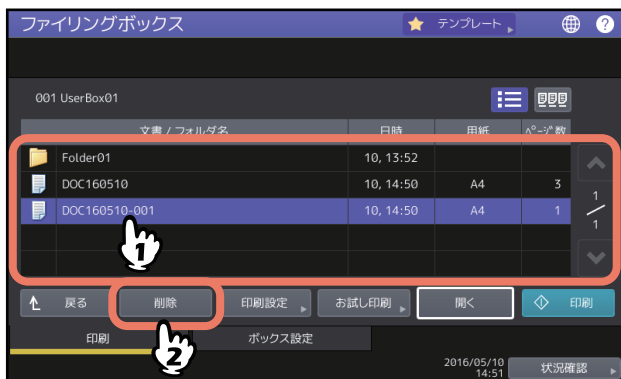 ファイリングボックス
テンプレート
?
001 UserBox01
文書 / フォルダ名 日時 用紙 ページ数
Folder01 10, 13:52
DOC160510 10, 14:50 A4 3
DOC160510-001 10, 14:50 A4 1
1
1
1
戻る 削除 印刷設定 お試し印刷 開く 印刷
2
印刷 ボックス設定
2016/05/10
14:51
状況確認